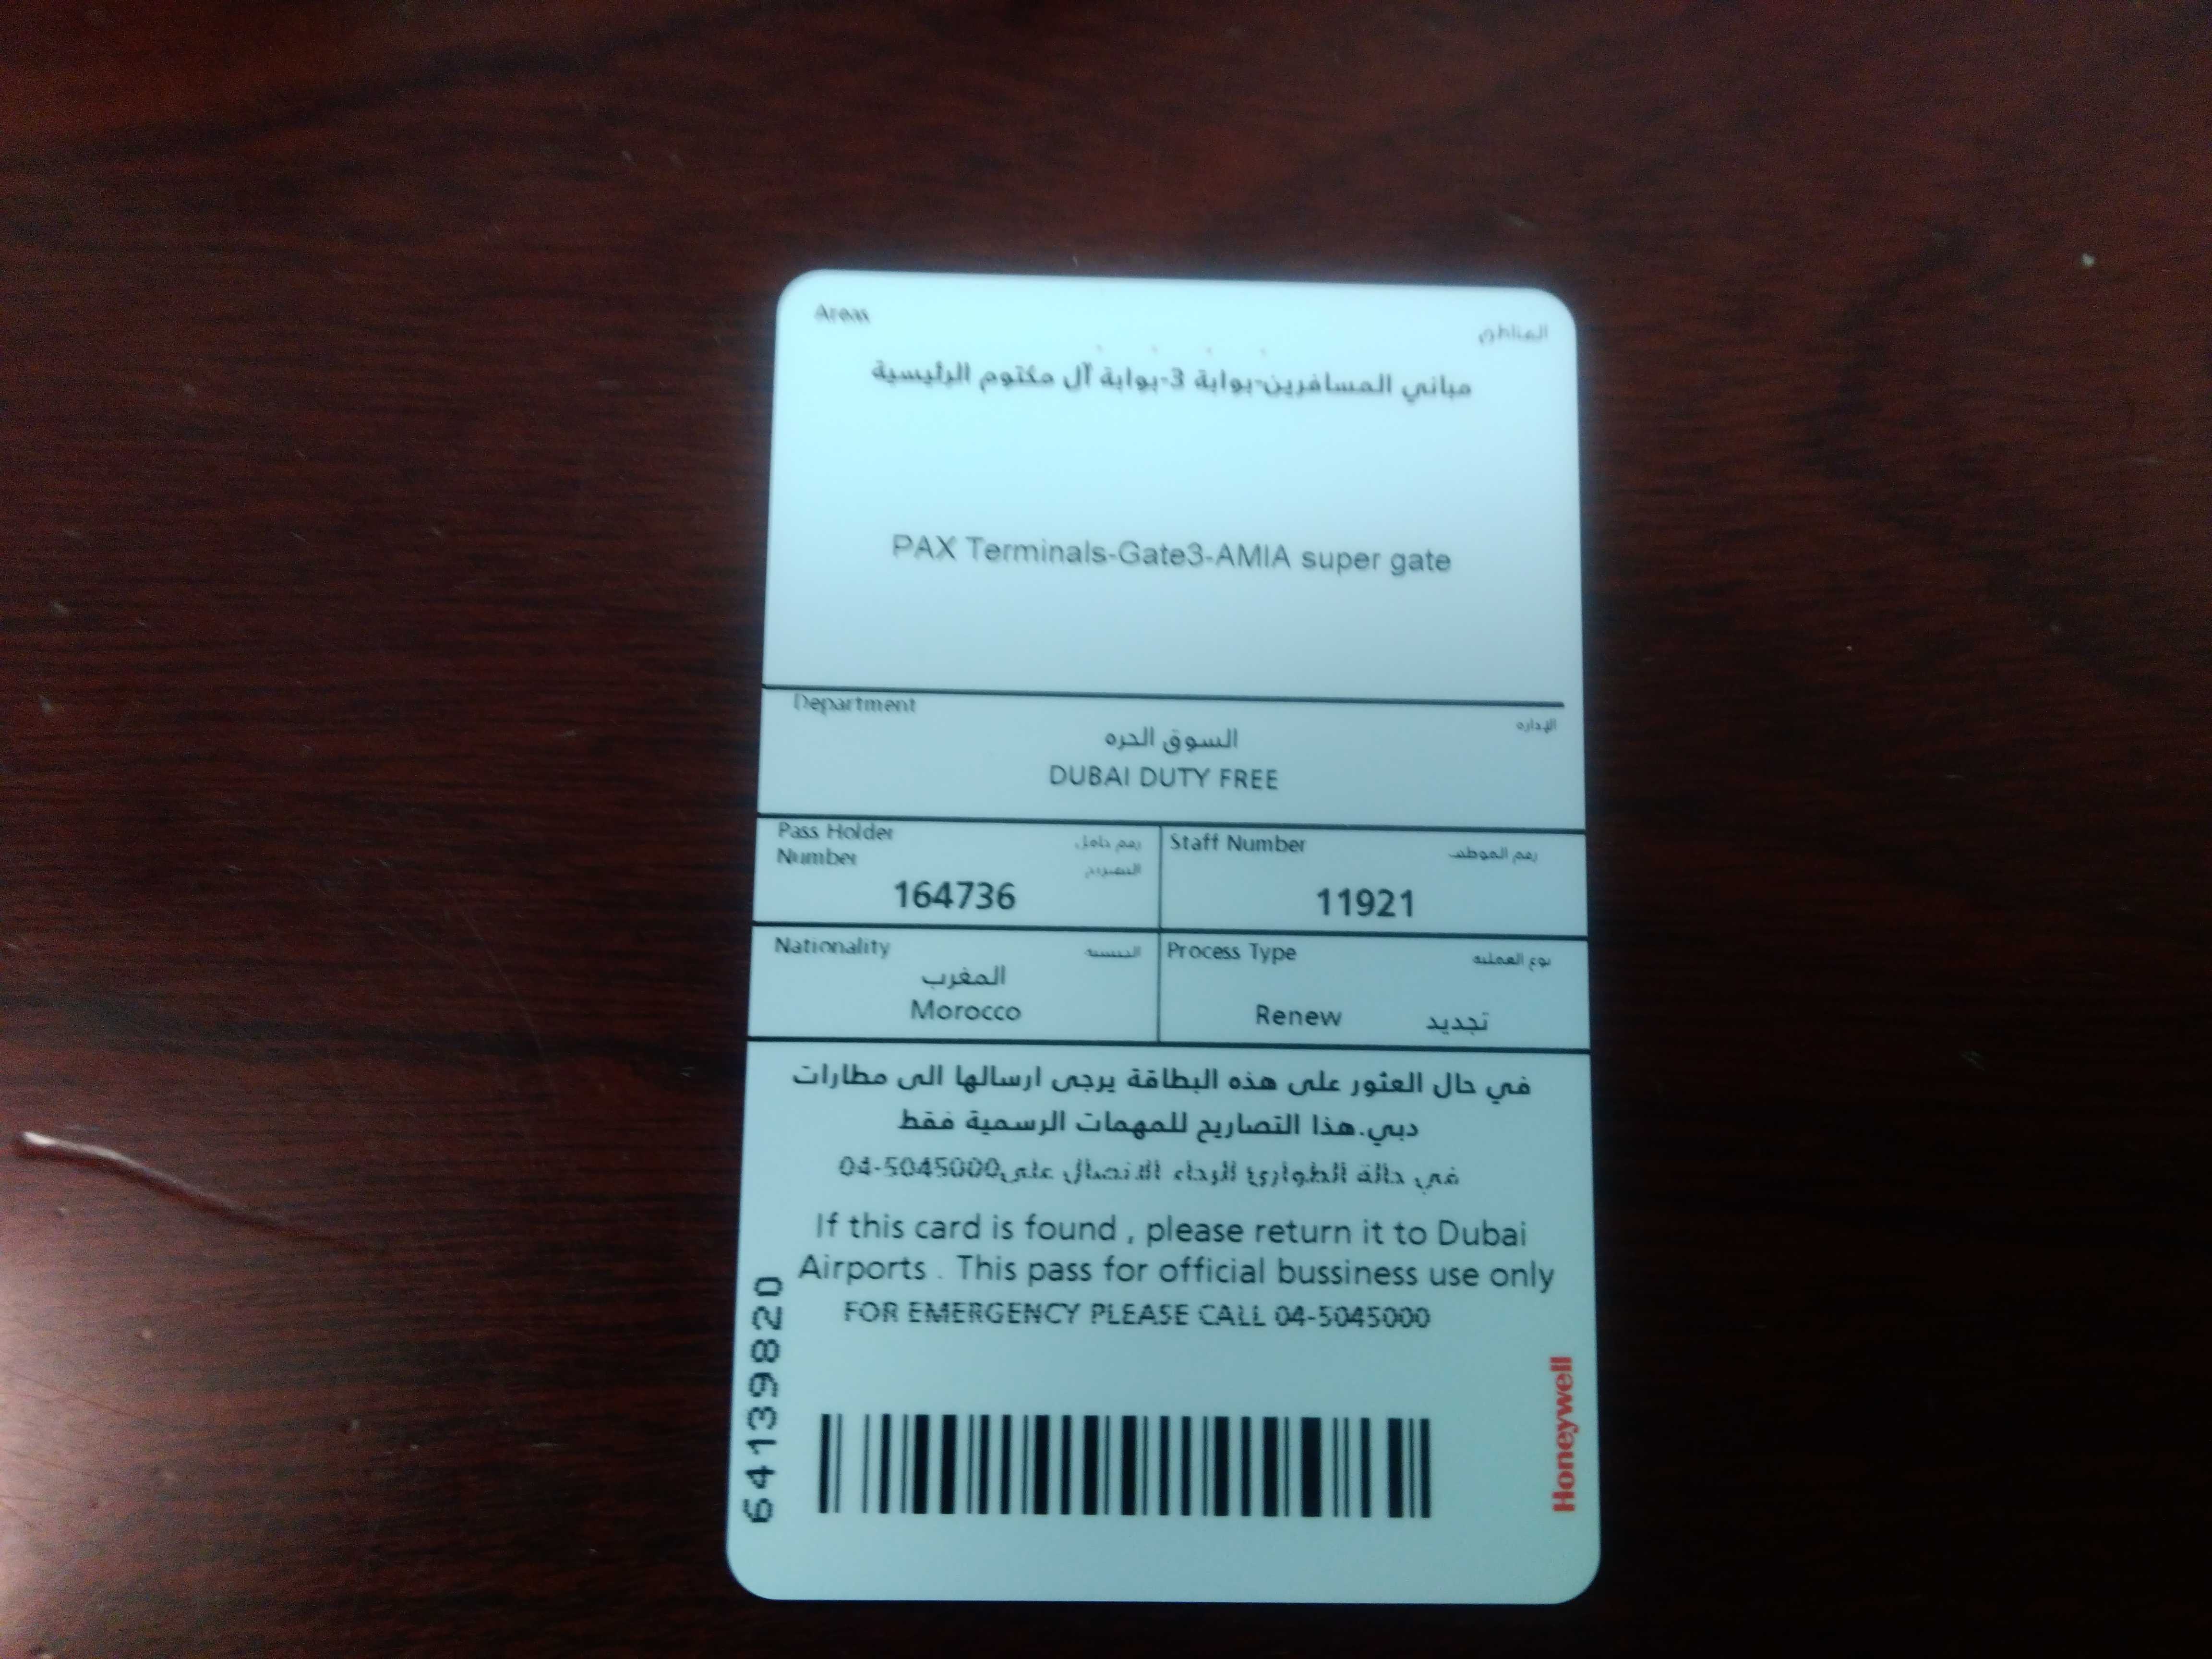 Areas المناطق
مباني المسافرين-بوابة 3-بوابة آل مكتوم الرئيسية
PAX Terminals-Gate3-AMIA super gate
Department الإداره
السوق الحره
DUBAI DUTY FREE
Pass Holder Number رقم حامل التصريح
164736
Staff Number رقم الموظف
11921
Nationality الجنسية
المغرب
Morocco
Process Type نوع العملية
Renew تجديد
في حال العثور على هذه البطاقة يرجى ارسالها الى مطارات
دبي.هذا التصاريح للمهمات الرسمية فقط
في حالة الطوارئ الرجاء الاتصال على04-5045000
If this card is found , please return it to Dubai
Airports . This pass for official bussiness use only
FOR EMERGENCY PLEASE CALL 04-5045000
64139820
Honeywell